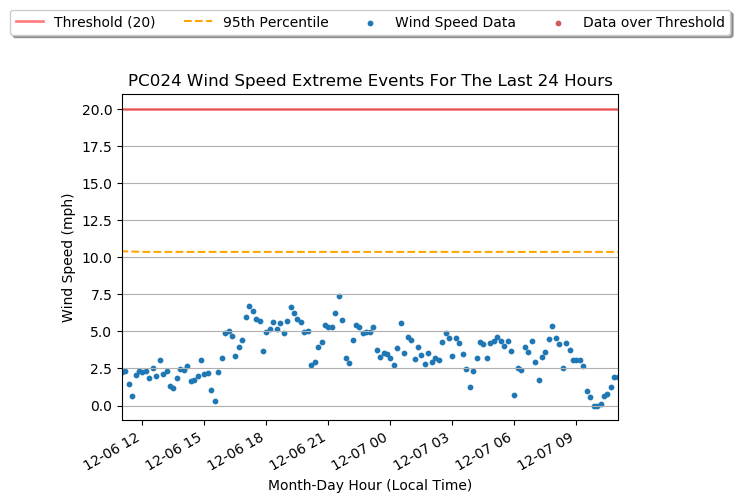 Threshold (20) 95th Percentile Wind Speed Data Data over Threshold
PC024 Wind Speed Extreme Events For The Last 24 Hours
20.0
17.5
15.0
12.5
10.0
7.5
5.0
2.5
0.0
Wind Speed (mph)
12-06 12 12-06 15 12-06 18 12-06 21 12-07 00 12-07 03 12-07 06 12-07 09
Month-Day Hour (Local Time)